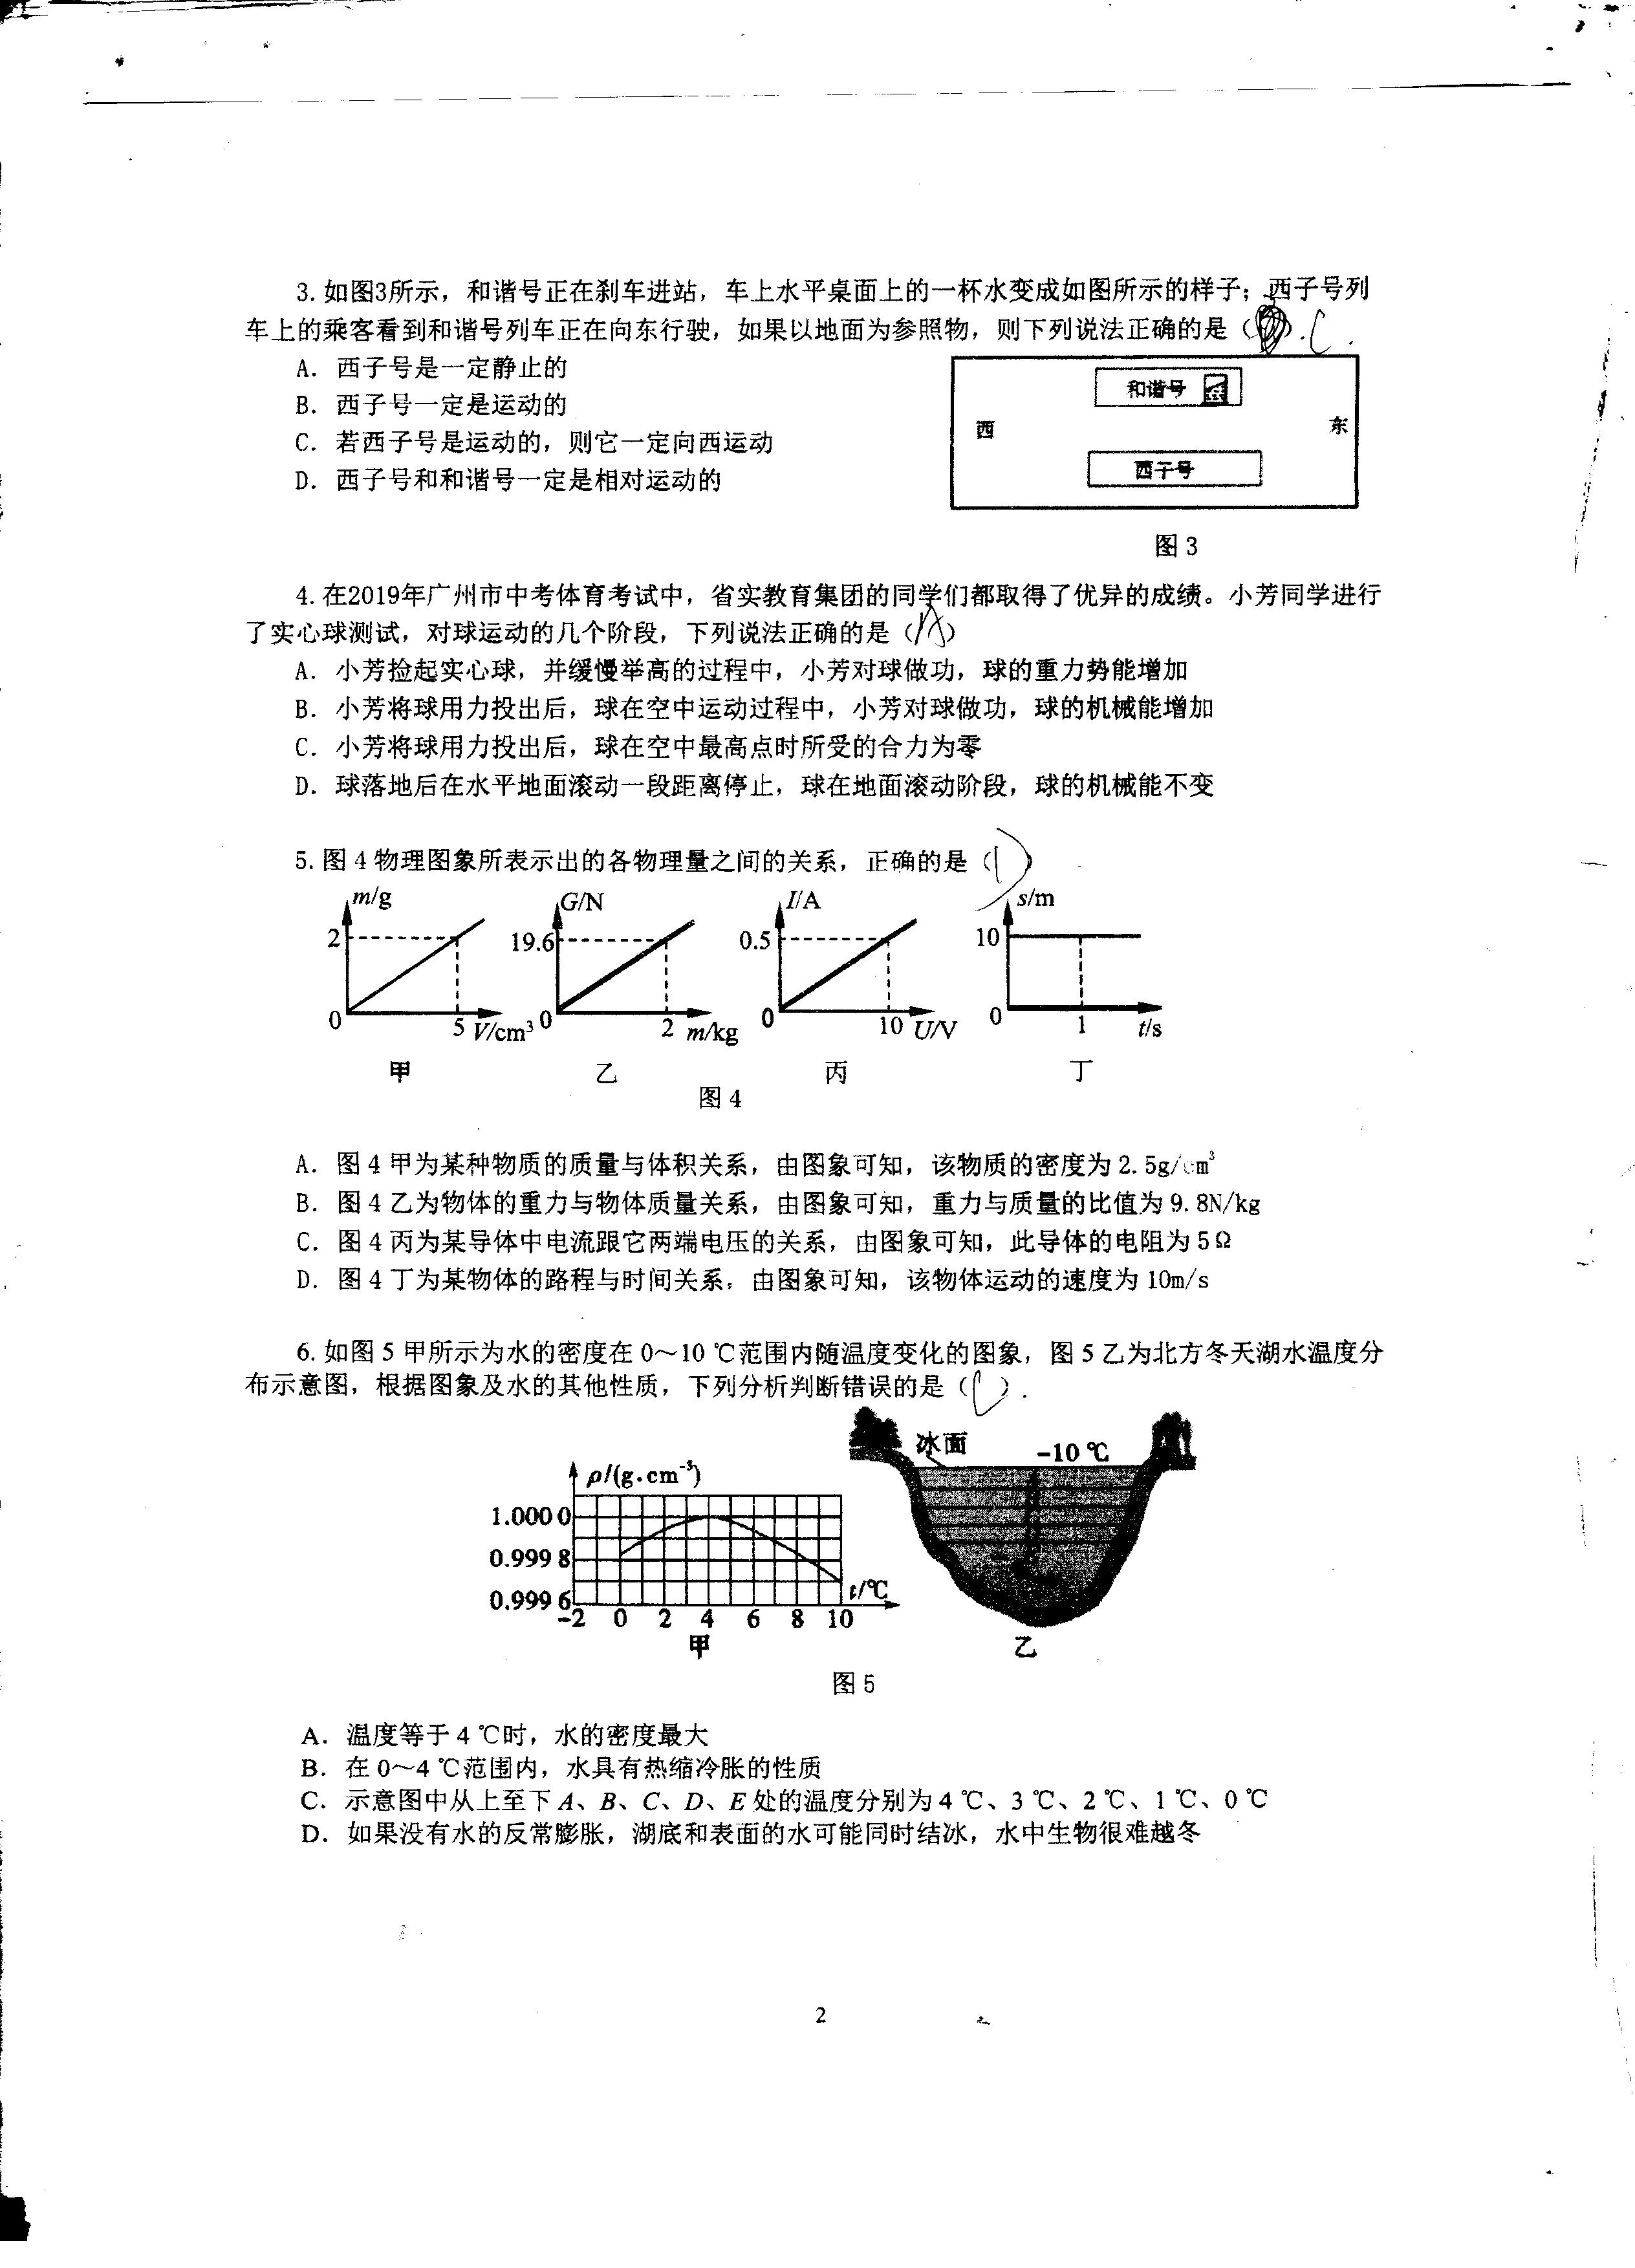 3. 如图3所示，和谐号正在刹车进站，车上水平桌面上的一杯水变成如图所示的样子；西子号列
车上的乘客看到和谐号列车正在向东行驶，如果以地面为参照物，则下列说法正确的是（ ）. C .
A. 西子号是一定静止的
B. 西子号一定是运动的
C. 若西子号是运动的，则它一定向西运动
D. 西子号和和谐号一定是相对运动的
和谐号
西 东
西子号
图 3
4. 在2019年广州市中考体育考试中，省实教育集团的同学们都取得了优异的成绩。小芳同学进行
了实心球测试，对球运动的几个阶段，下列说法正确的是（A）
A. 小芳捡起实心球，并缓慢举高的过程中，小芳对球做功，球的重力势能增加
B. 小芳将球用力投出后，球在空中运动过程中，小芳对球做功，球的机械能增加
C. 小芳将球用力投出后，球在空中最高点时所受的合力为零
D. 球落地后在水平地面滚动一段距离停止，球在地面滚动阶段，球的机械能不变
5. 图 4 物理图象所表示出的各物理量之间的关系，正确的是（ ）
m/g G/N I/A s/m
2 19.6 0.5 10
0 5 V/cm³ 0 2 m/kg 0 10 U/V 0 1 t/s
甲 乙 丙 丁
图 4
A. 图 4 甲为某种物质的质量与体积关系，由图象可知，该物质的密度为 2.5g/cm³
B. 图 4 乙为物体的重力与物体质量关系，由图象可知，重力与质量的比值为 9.8N/kg
C. 图 4 丙为某导体中电流跟它两端电压的关系，由图象可知，此导体的电阻为 5Ω
D. 图 4 丁为某物体的路程与时间关系，由图象可知，该物体运动的速度为 10m/s
6. 如图 5 甲所示为水的密度在 0～10 ℃范围内随温度变化的图象，图 5 乙为北方冬天湖水温度分
布示意图，根据图象及水的其他性质，下列分析判断错误的是（C）.
冰面 -10 ℃
ρ/(g·cm⁻³)
1.000 0
0.999 8
0.999 6
t/℃
-2 0 2 4 6 8 10
甲 乙
图 5
A. 温度等于 4 ℃时，水的密度最大
B. 在 0～4 ℃范围内，水具有热缩冷胀的性质
C. 示意图中从上至下 A、B、C、D、E 处的温度分别为 4 ℃、3 ℃、2 ℃、1 ℃、0 ℃
D. 如果没有水的反常膨胀，湖底和表面的水可能同时结冰，水中生物很难越冬
2